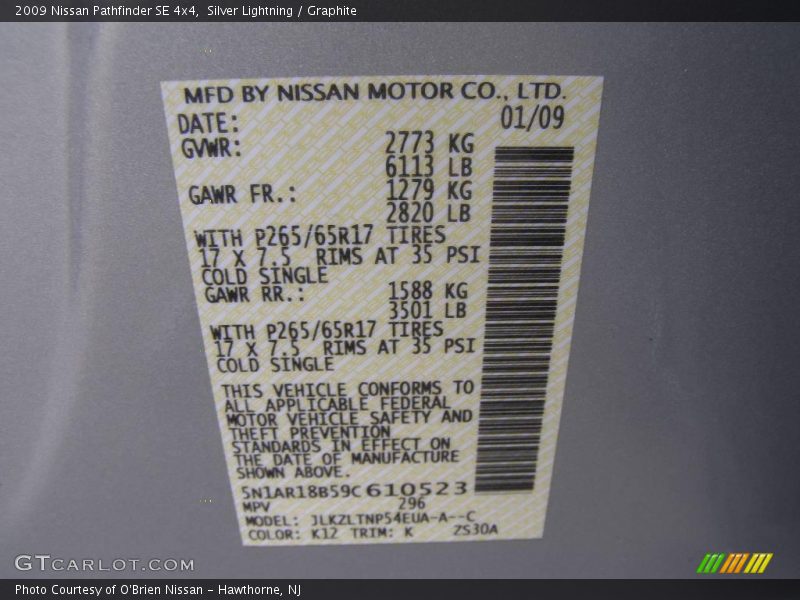 2009 Nissan Pathfinder SE 4x4,  Silver Lightning / Graphite
MFD BY NISSAN MOTOR CO., LTD.
DATE: 01/09
GVWR: 2773 KG
6113 LB
GAWR FR.: 1279 KG
2820 LB
WITH P265/65R17 TIRES
17 X 7.5 RIMS AT 35 PSI
COLD SINGLE
GAWR RR.: 1588 KG
3501 LB
WITH P265/65R17 TIRES
17 X 7.5 RIMS AT 35 PSI
COLD SINGLE
THIS VEHICLE CONFORMS TO
ALL APPLICABLE FEDERAL
MOTOR VEHICLE SAFETY AND
THEFT PREVENTION
STANDARDS IN EFFECT ON
THE DATE OF MANUFACTURE
SHOWN ABOVE.
5N1AR18B59C610523
MPV 296
MODEL: JLKZLTNP54EUA-A--C
COLOR: K12 TRIM: K ZS30A
GTCARLOT.COM
Photo Courtesy of O'Brien Nissan - Hawthorne, NJ